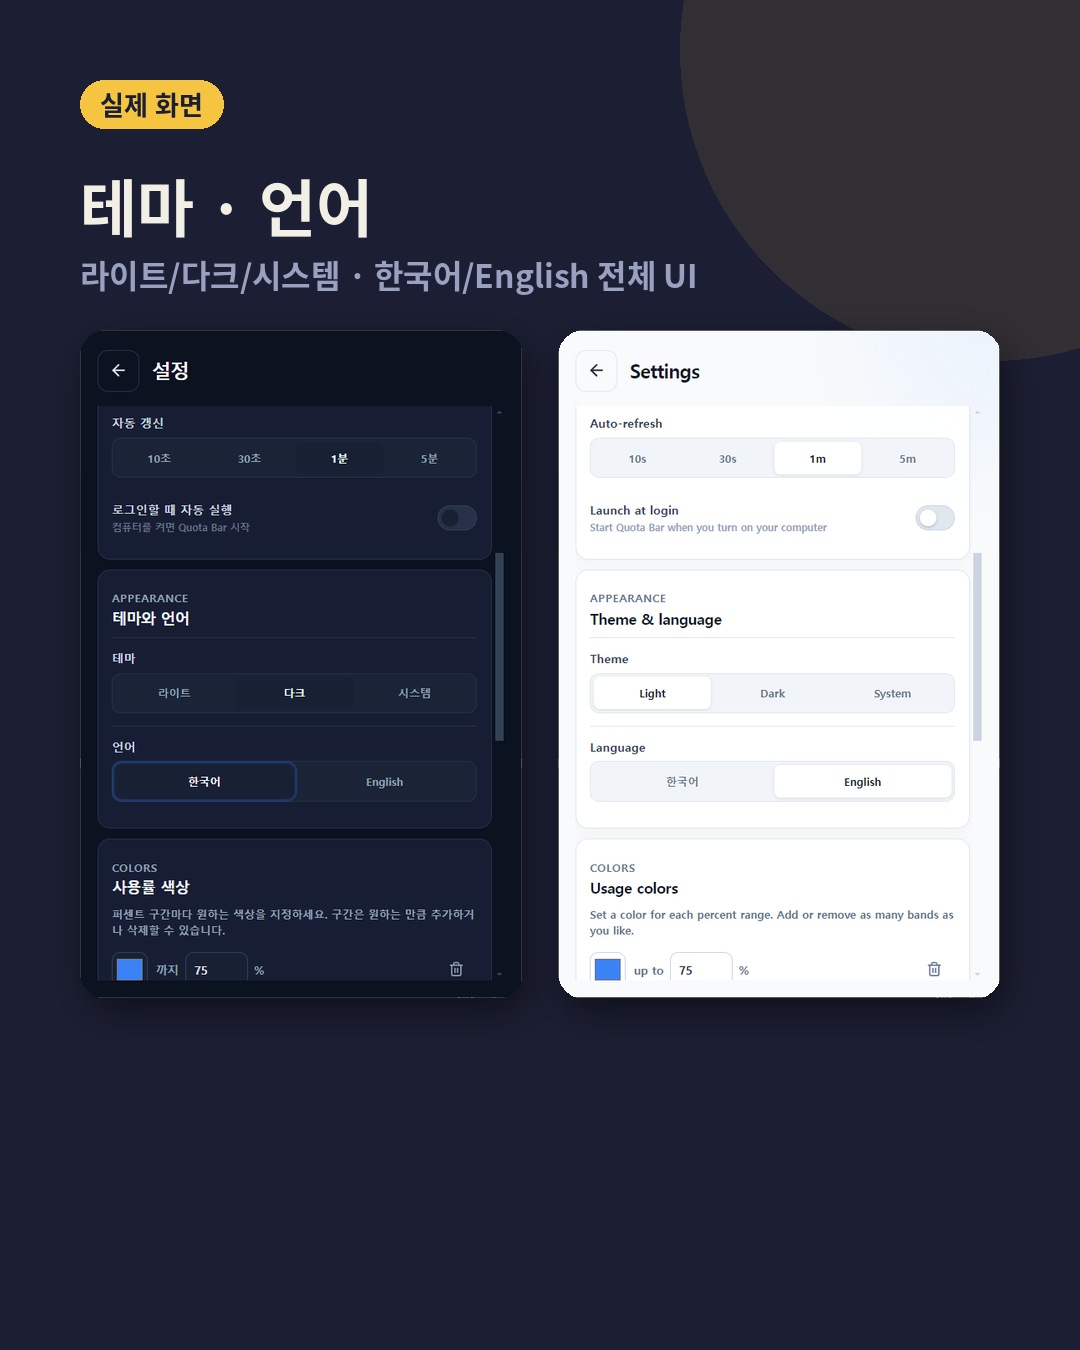 실제 화면
테마 · 언어
라이트/다크/시스템 · 한국어/English 전체 UI
설정
자동 갱신
10초 30초 1분 5분
로그인할 때 자동 실행
컴퓨터를 켜면 Quota Bar 시작
APPEARANCE
테마와 언어
테마
라이트 다크 시스템
언어
한국어 English
COLORS
사용률 색상
퍼센트 구간마다 원하는 색상을 지정하세요. 구간은 원하는 만큼 추가하거
나 삭제할 수 있습니다.
까지 75 %
Settings
Auto-refresh
10s 30s 1m 5m
Launch at login
Start Quota Bar when you turn on your computer
APPEARANCE
Theme & language
Theme
Light Dark System
Language
한국어 English
COLORS
Usage colors
Set a color for each percent range. Add or remove as many bands as
you like.
up to 75 %